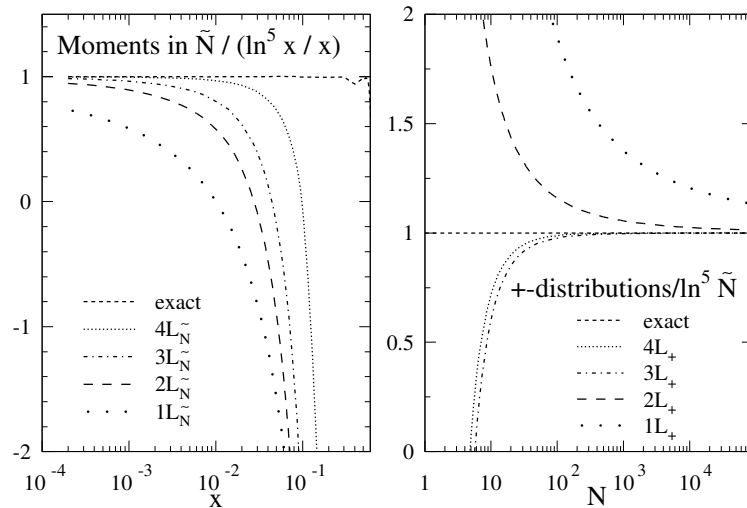 Moments in Ñ / (ln⁵ x / x)
1
0
-1
-2
exact
4L_Ñ
3L_Ñ
2L_Ñ
1L_Ñ
10⁻⁴
10⁻³
10⁻²
10⁻¹
x
2
1.5
1
0.5
0
+-distributions/ln⁵ Ñ
exact
4L₊
3L₊
2L₊
1L₊
1
10
10²
10³
10⁴
N